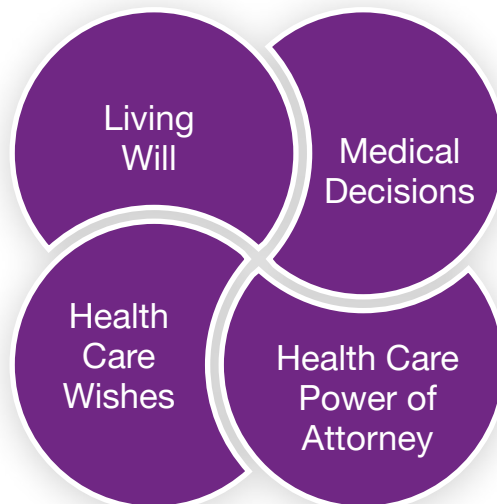 Living
Will
Medical
Decisions
Health
Care
Wishes
Health Care
Power of
Attorney